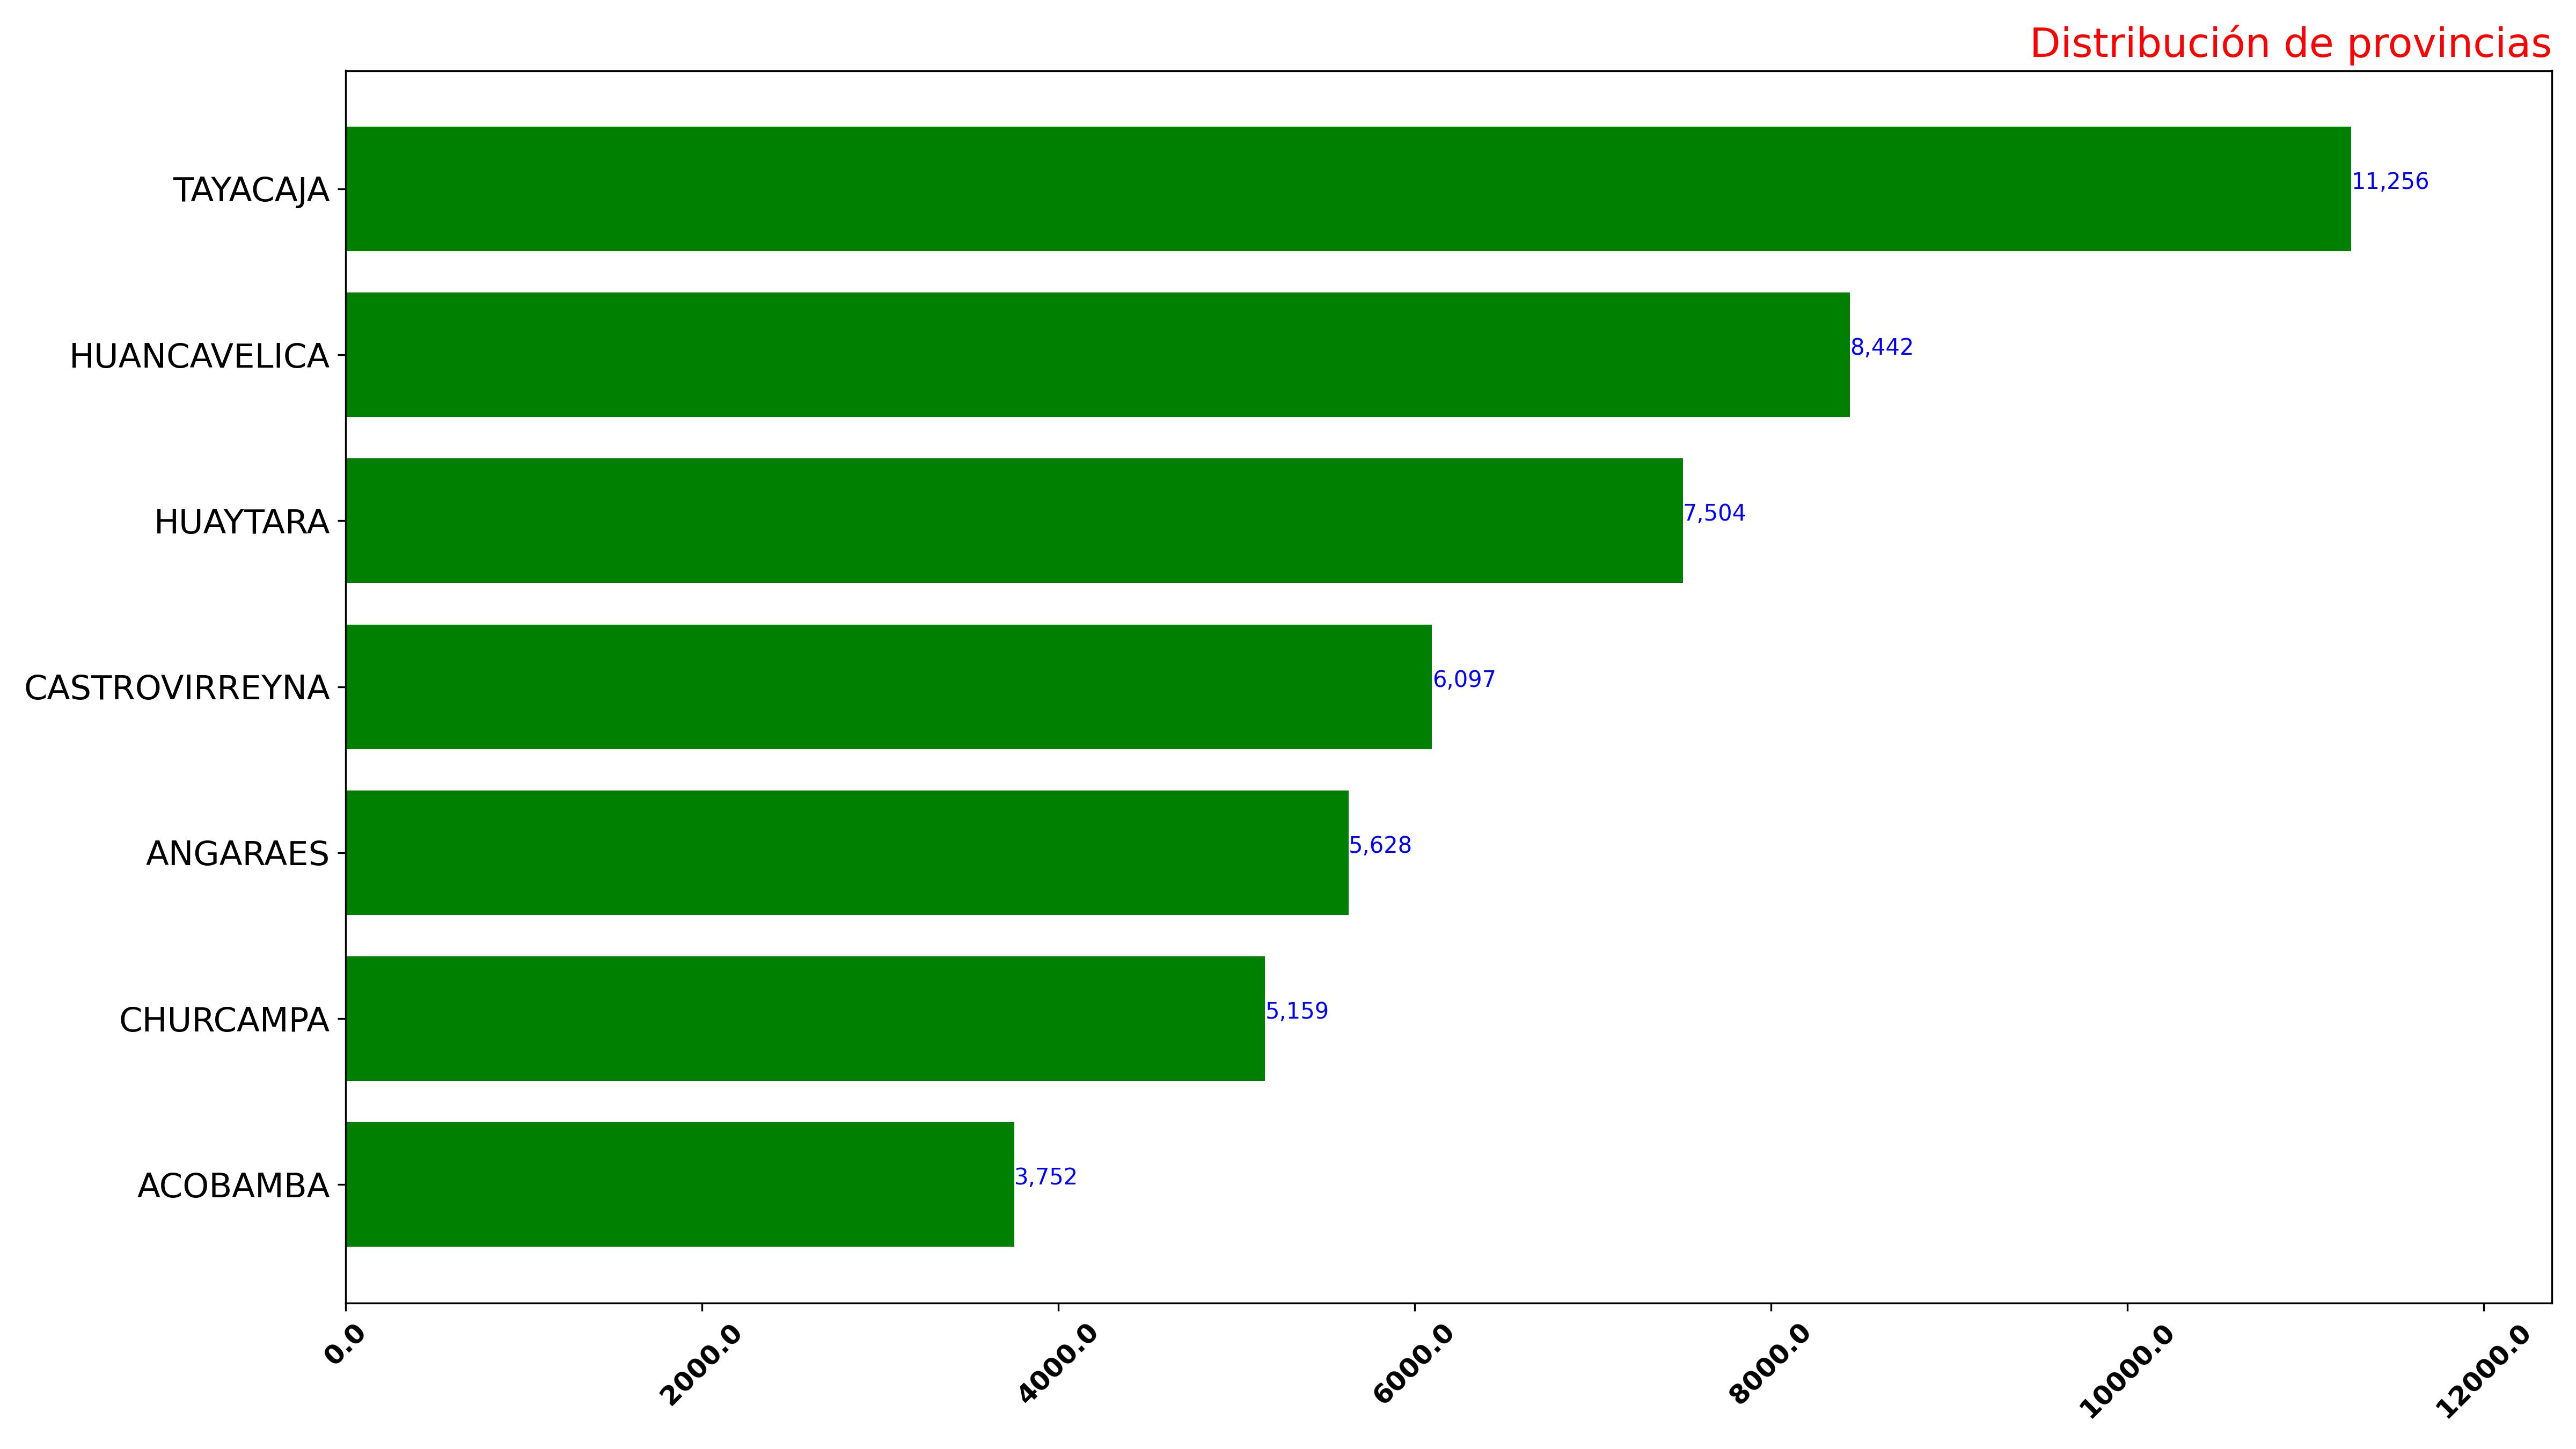 Distribución de provincias
TAYACAJA
11,256
HUANCAVELICA
8,442
HUAYTARA
7,504
CASTROVIRREYNA
6,097
ANGARAES
5,628
CHURCAMPA
5,159
ACOBAMBA
3,752
0.0
2000.0
4000.0
6000.0
8000.0
10000.0
12000.0